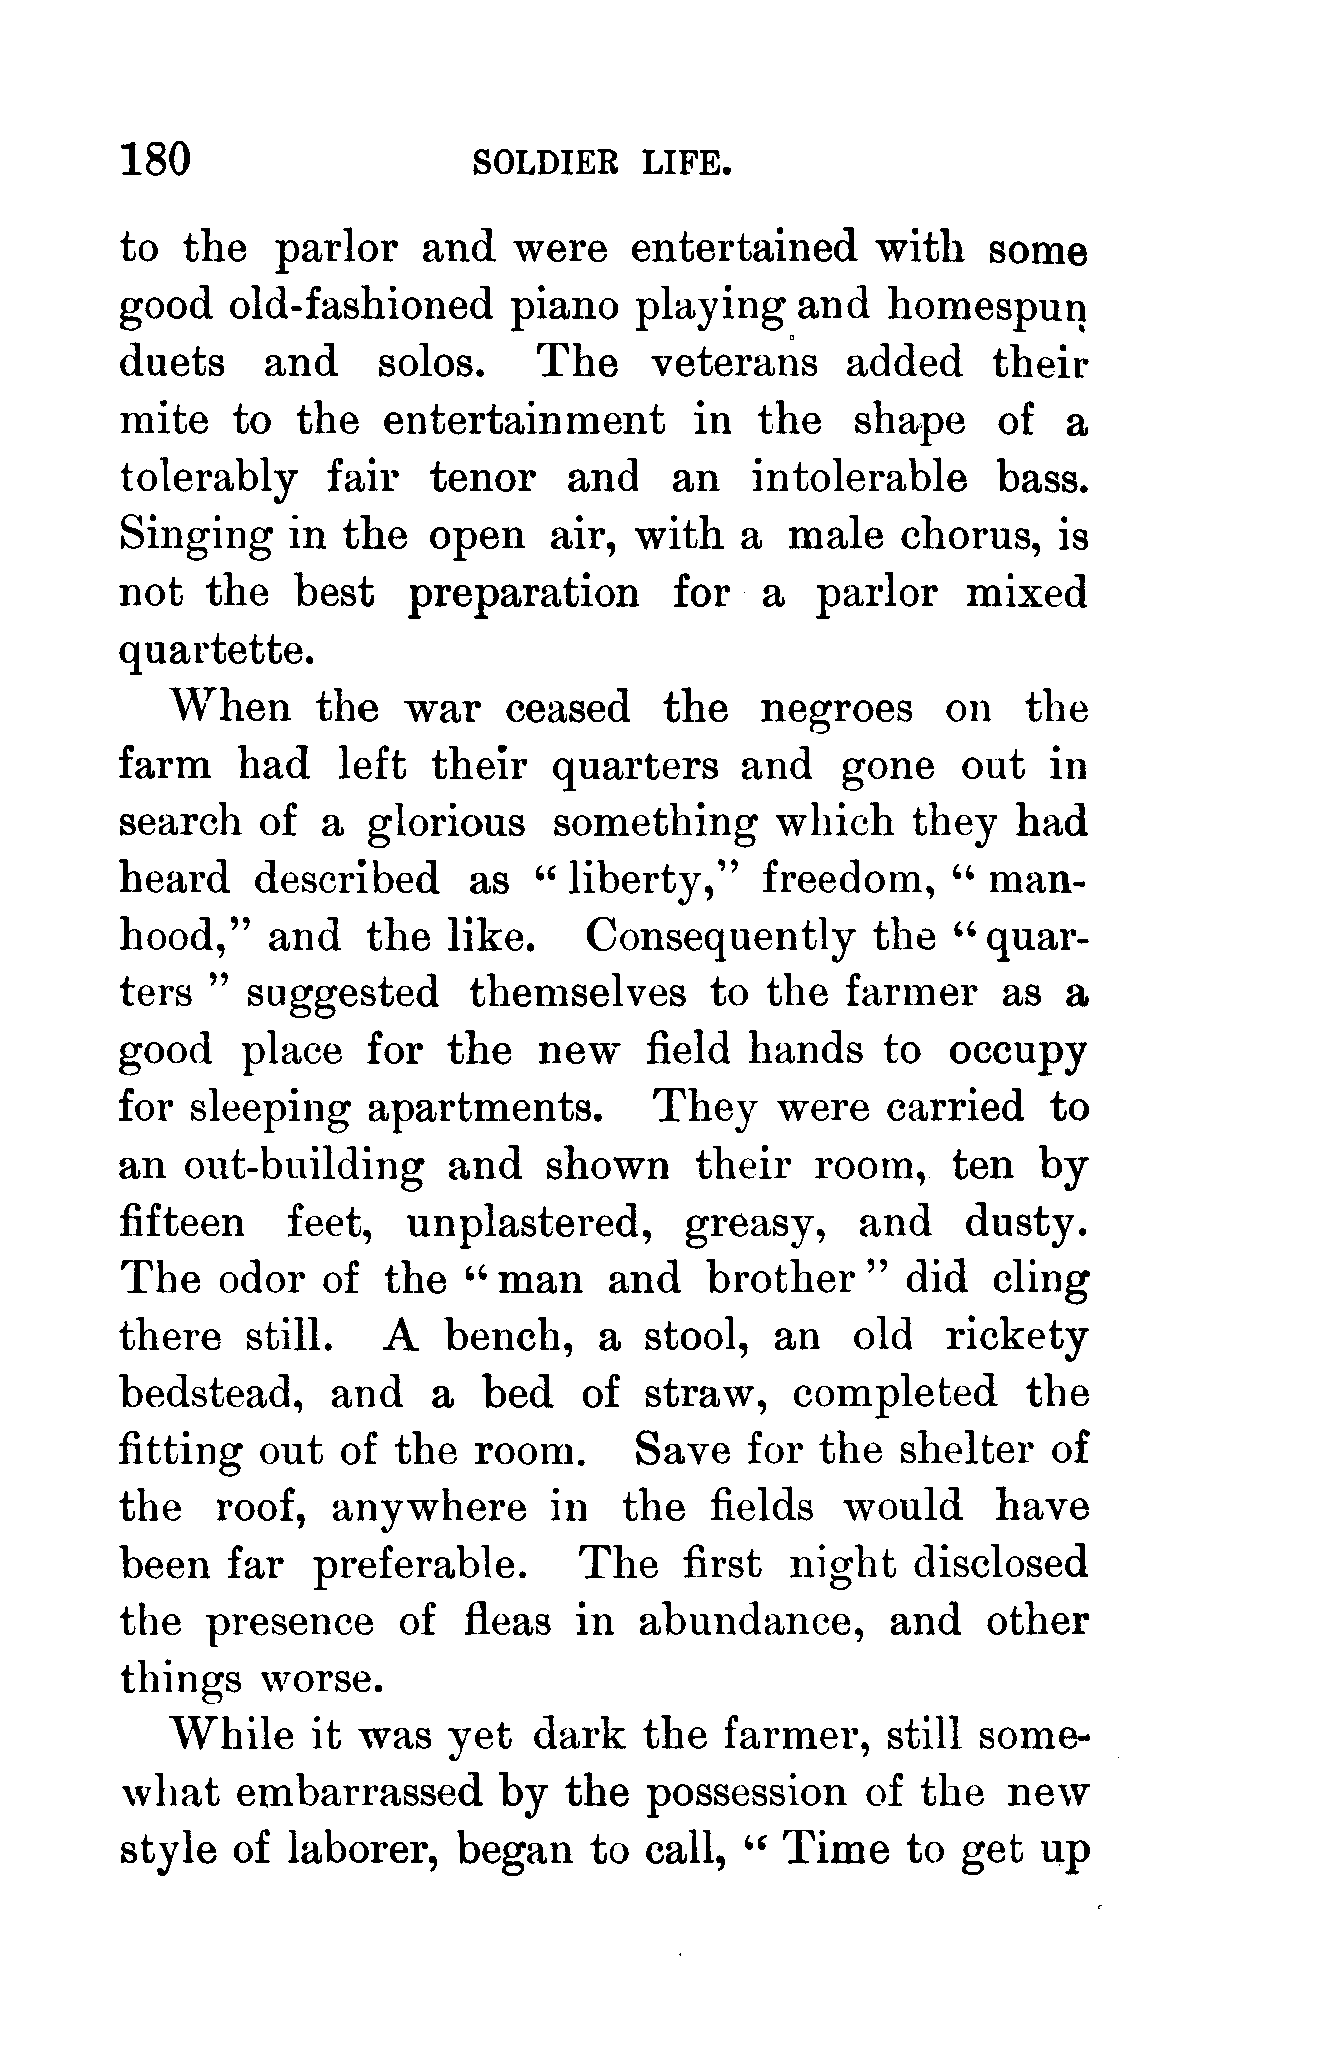 180 SOLDIER LIFE.
to the parlor and were entertained with some
good old-fashioned piano playing and homespun
duets and solos. The veterans added their
mite to the entertainment in the shape of a
tolerably fair tenor and an intolerable bass.
Singing in the open air, with a male chorus, is
not the best preparation for a parlor mixed
quartette.
When the war ceased the negroes on the
farm had left their quarters and gone out in
search of a glorious something which they had
heard described as “ liberty,” freedom, “ man-
hood,” and the like. Consequently the “ quar-
ters ” suggested themselves to the farmer as a
good place for the new field hands to occupy
for sleeping apartments. They were carried to
an out-building and shown their room, ten by
fifteen feet, unplastered, greasy, and dusty.
The odor of the “ man and brother ” did cling
there still. A bench, a stool, an old rickety
bedstead, and a bed of straw, completed the
fitting out of the room. Save for the shelter of
the roof, anywhere in the fields would have
been far preferable. The first night disclosed
the presence of fleas in abundance, and other
things worse.
While it was yet dark the farmer, still some-
what embarrassed by the possession of the new
style of laborer, began to call, “ Time to get up